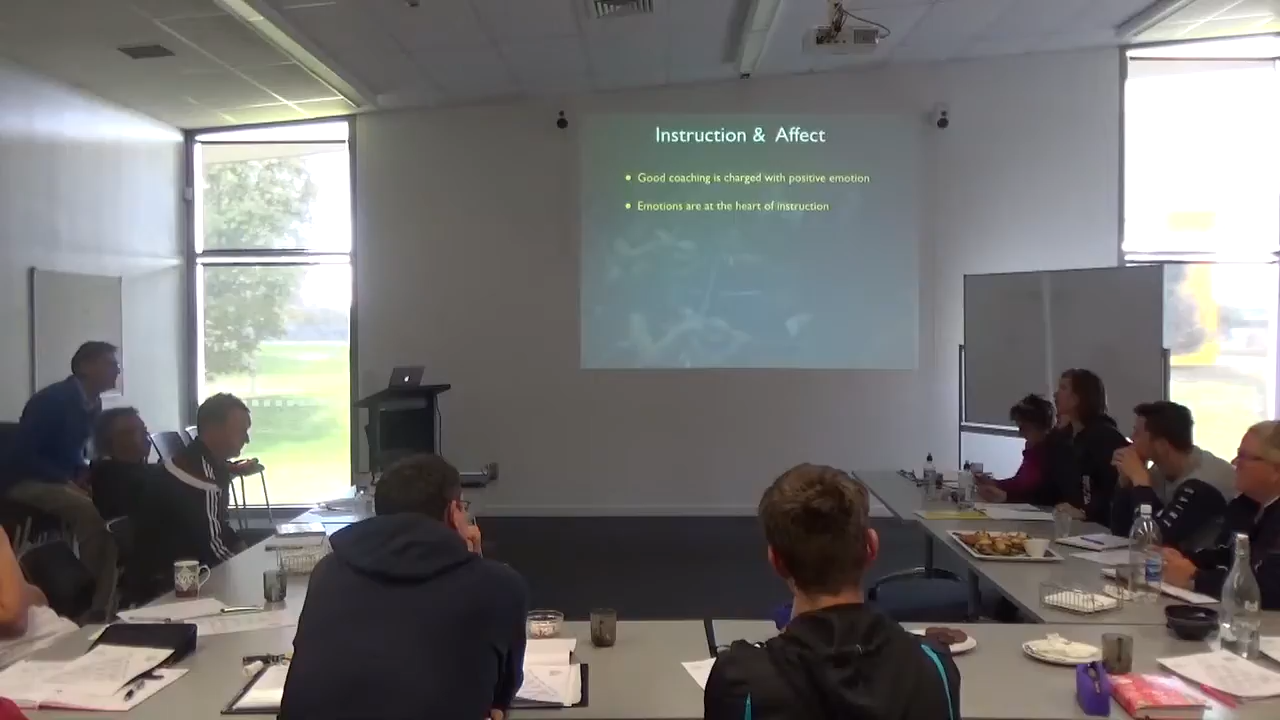 Instruction & Affect
• Good coaching is charged with positive emotion
• Emotions are at the heart of instruction